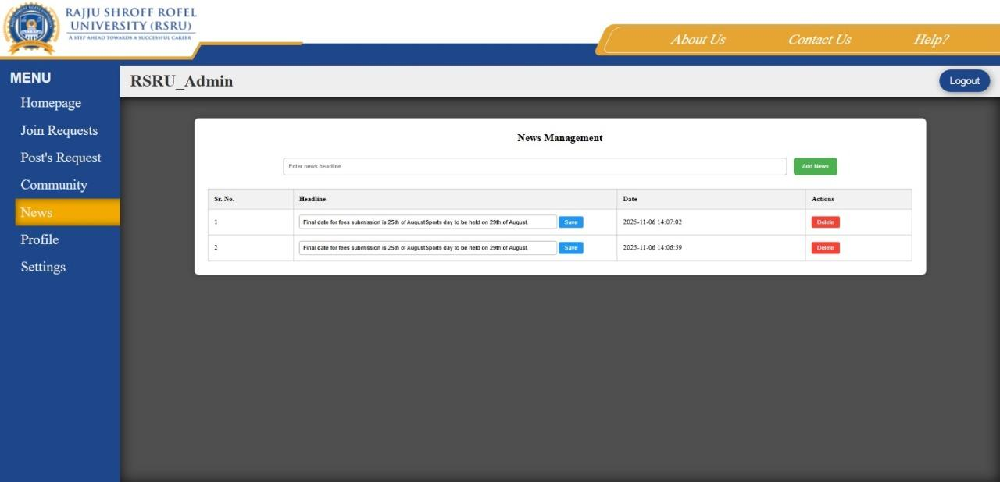 RAJJU SHROFF ROFEL
UNIVERSITY (RSRU)
A STEP AHEAD TOWARDS A SUCCESSFUL CAREER
About Us Contact Us Help?
MENU
RSRU_Admin
Logout
Homepage
Join Requests
Post's Request
Community
News
Profile
Settings
News Management
Enter news headline
Add News
Sr. No. Headline Date Actions
1 Final date for fees submission is 25th of AugustSports day to be held on 29th of August. Save 2025-11-06 14:07:02 Delete
2 Final date for fees submission is 25th of AugustSports day to be held on 29th of August. Save 2025-11-06 14:06:59 Delete